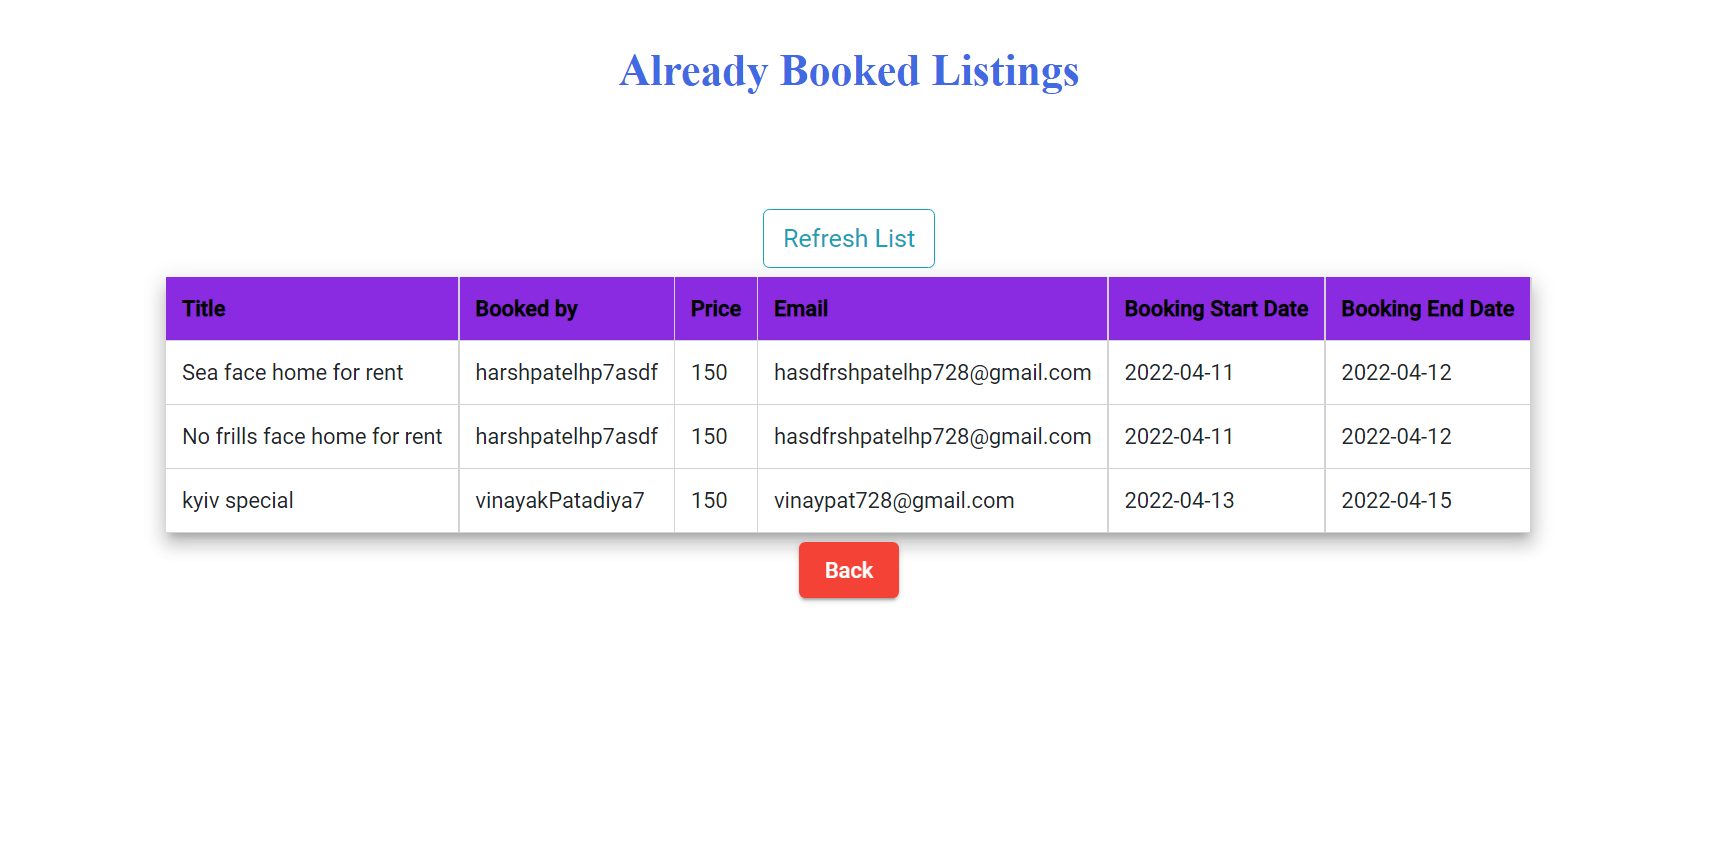 Already Booked Listings
Refresh List
Title Booked by Price Email Booking Start Date Booking End Date
Sea face home for rent harshpatelhp7asdf 150 hasdfrshpatelhp728@gmail.com 2022-04-11 2022-04-12
No frills face home for rent harshpatelhp7asdf 150 hasdfrshpatelhp728@gmail.com 2022-04-11 2022-04-12
kyiv special vinayakPatadiya7 150 vinaypat728@gmail.com 2022-04-13 2022-04-15
Back